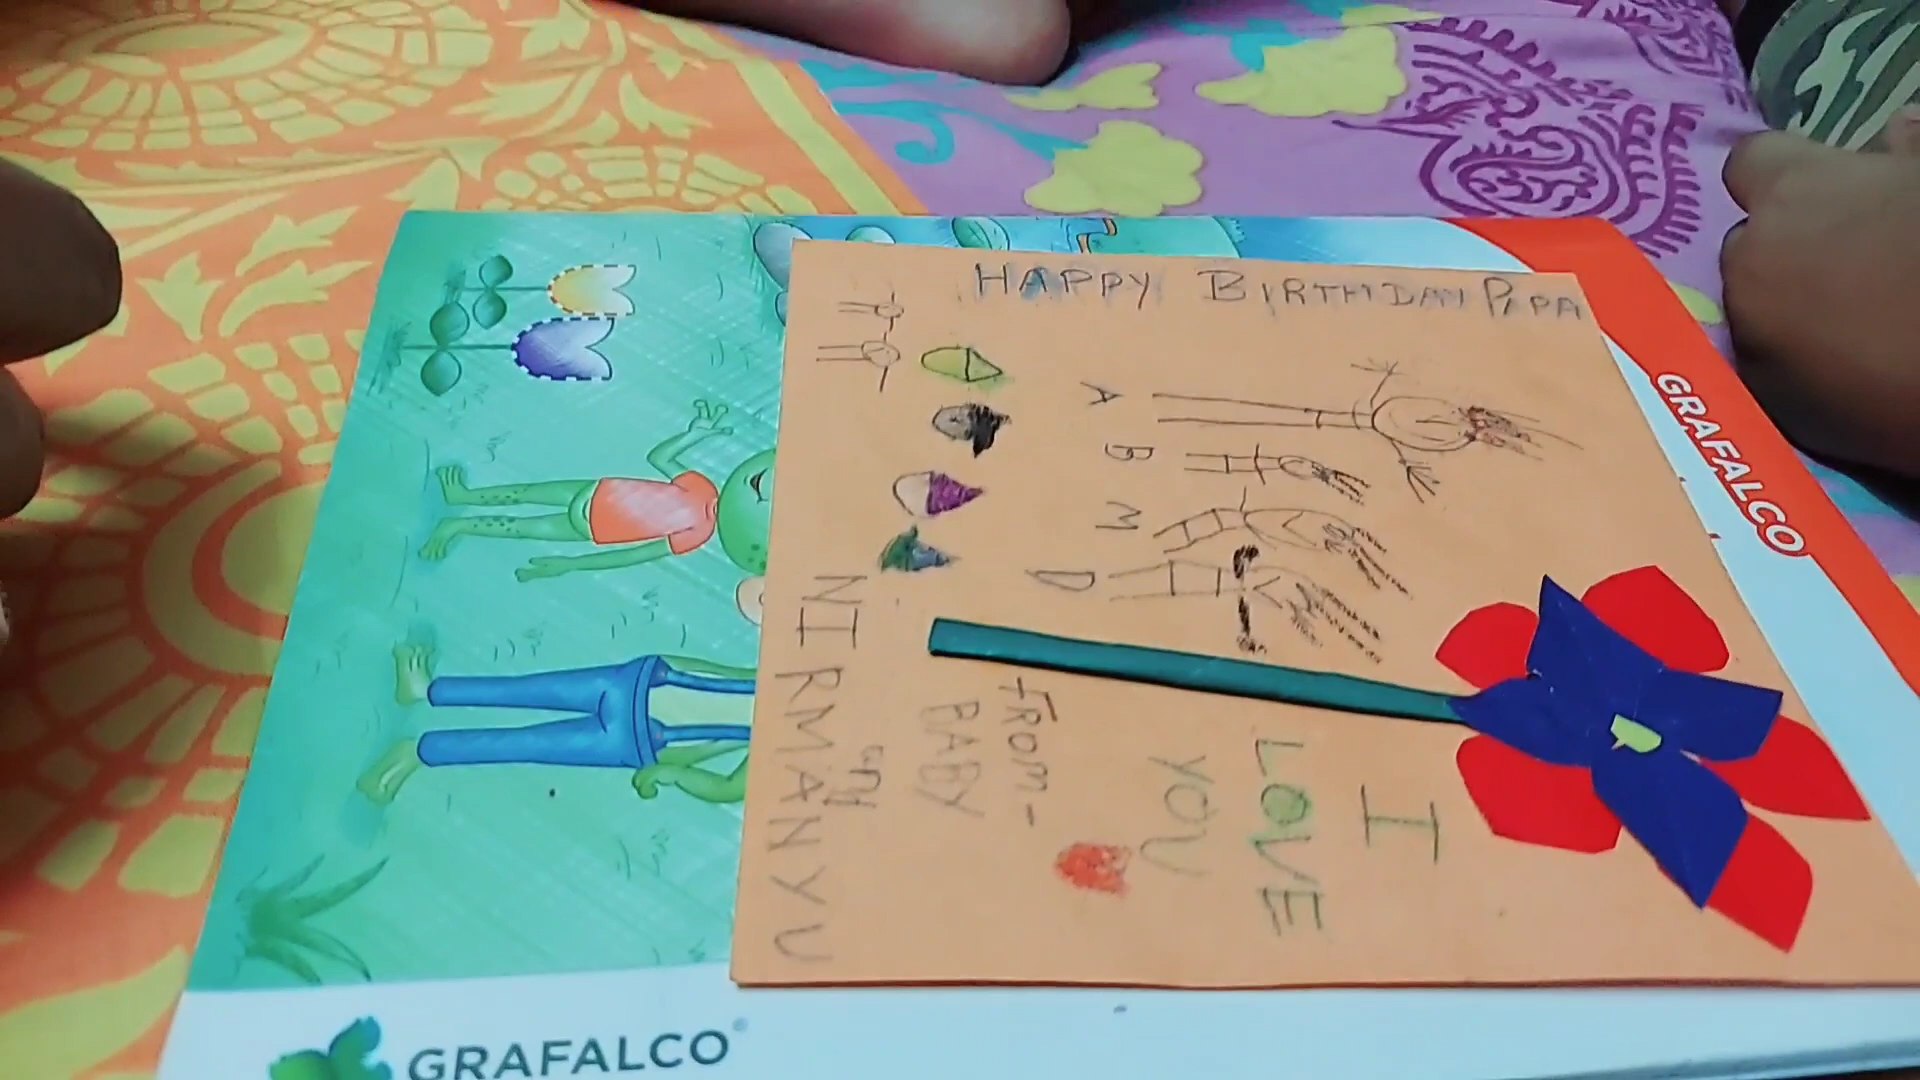 HAPPY BIRTHDAY PAPA
A
B
M
D
I
LOVE
YOU
FROM-
BABY
NIRMANYU
GRAFALCO
GRAFALCO®